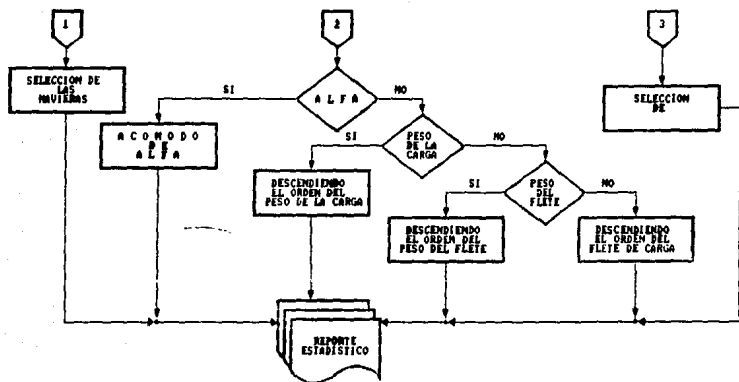 1
2
3
SELECCION DE
LAS
NAVIERAS
SI
A L F A
NO
SELECCION
DE
A C O M O D O
D E
A L F A
SI
PESO
DE LA
CARGA
NO
DESCENDIENDO
EL ORDEN DEL
PESO DE LA CARGA
SI
PESO
DEL
FLETE
NO
DESCENDIENDO
EL ORDEN DEL
PESO DEL FLETE
DESCENDIENDO
EL ORDEN DEL
FLETE DE CARGA
REPORTE
ESTADISTICO